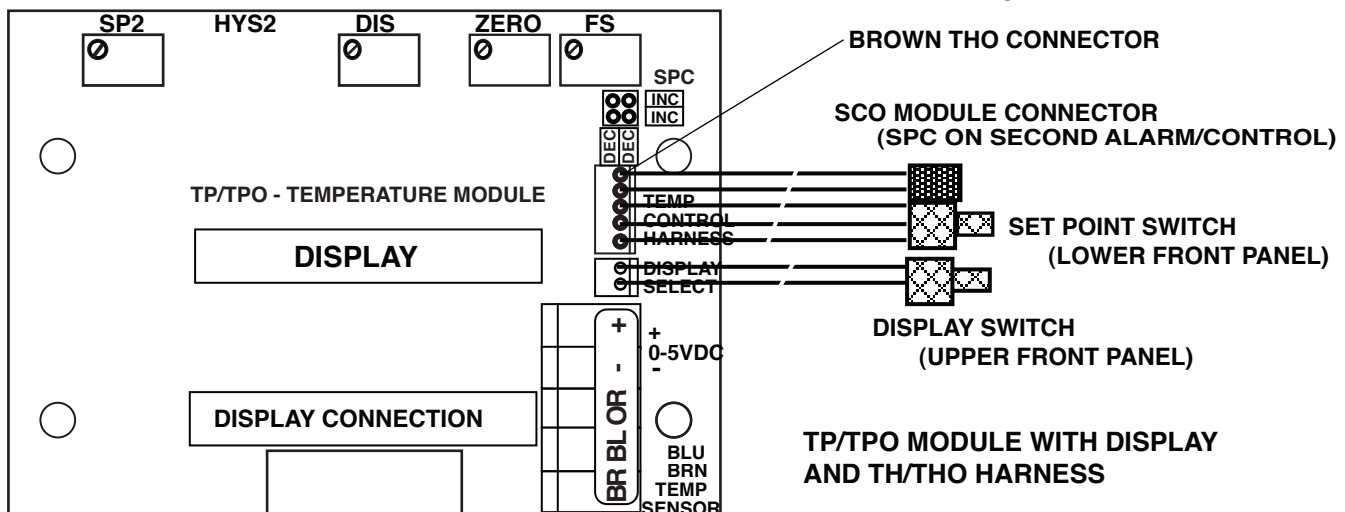 SP2 HYS2 DIS ZERO FS
BROWN THO CONNECTOR
SPC
INC
INC
DEC
DEC
SCO MODULE CONNECTOR
(SPC ON SECOND ALARM/CONTROL)
TP/TPO - TEMPERATURE MODULE
TEMP
CONTROL
HARNESS
SET POINT SWITCH
(LOWER FRONT PANEL)
DISPLAY
DISPLAY
SELECT
DISPLAY SWITCH
(UPPER FRONT PANEL)
BR BL OR - +
+
0-5VDC
-
DISPLAY CONNECTION
BLU
BRN
TEMP
SENSOR
TP/TPO MODULE WITH DISPLAY
AND TH/THO HARNESS